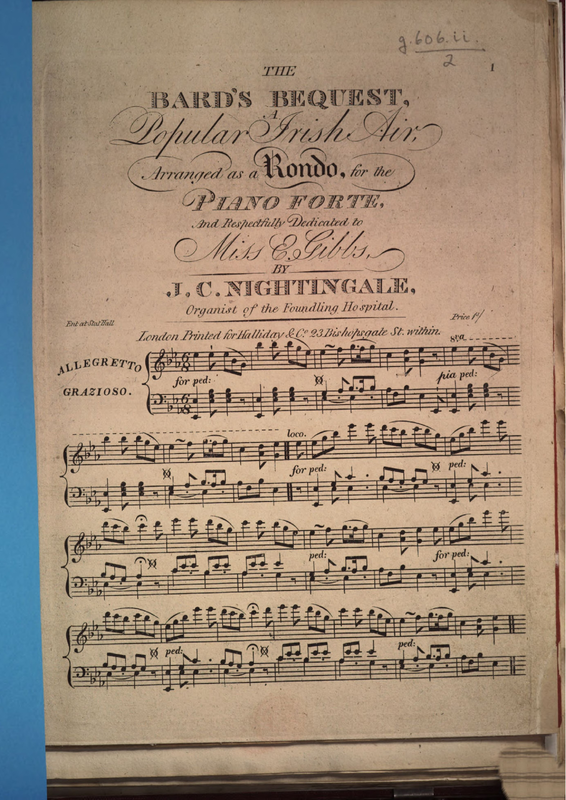 g.606.ii.
2
1
THE
BARD'S BEQUEST,
A
Popular Irish Air,
Arranged as a Rondo, for the
PIANO FORTE,
And Respectfully Dedicated to
Miss E. Gibbs,
BY
J. C. NIGHTINGALE,
Organist of the Foundling Hospital.
Ent. at Sta. Hall Price 1s/
London Printed for Halliday & Co. 23 Bishopsgate St. within.
8va
ALLEGRETTO
GRAZIOSO.
for ped: pia ped:
loco.
for ped: ped:
ped: for ped:
ped: ped: